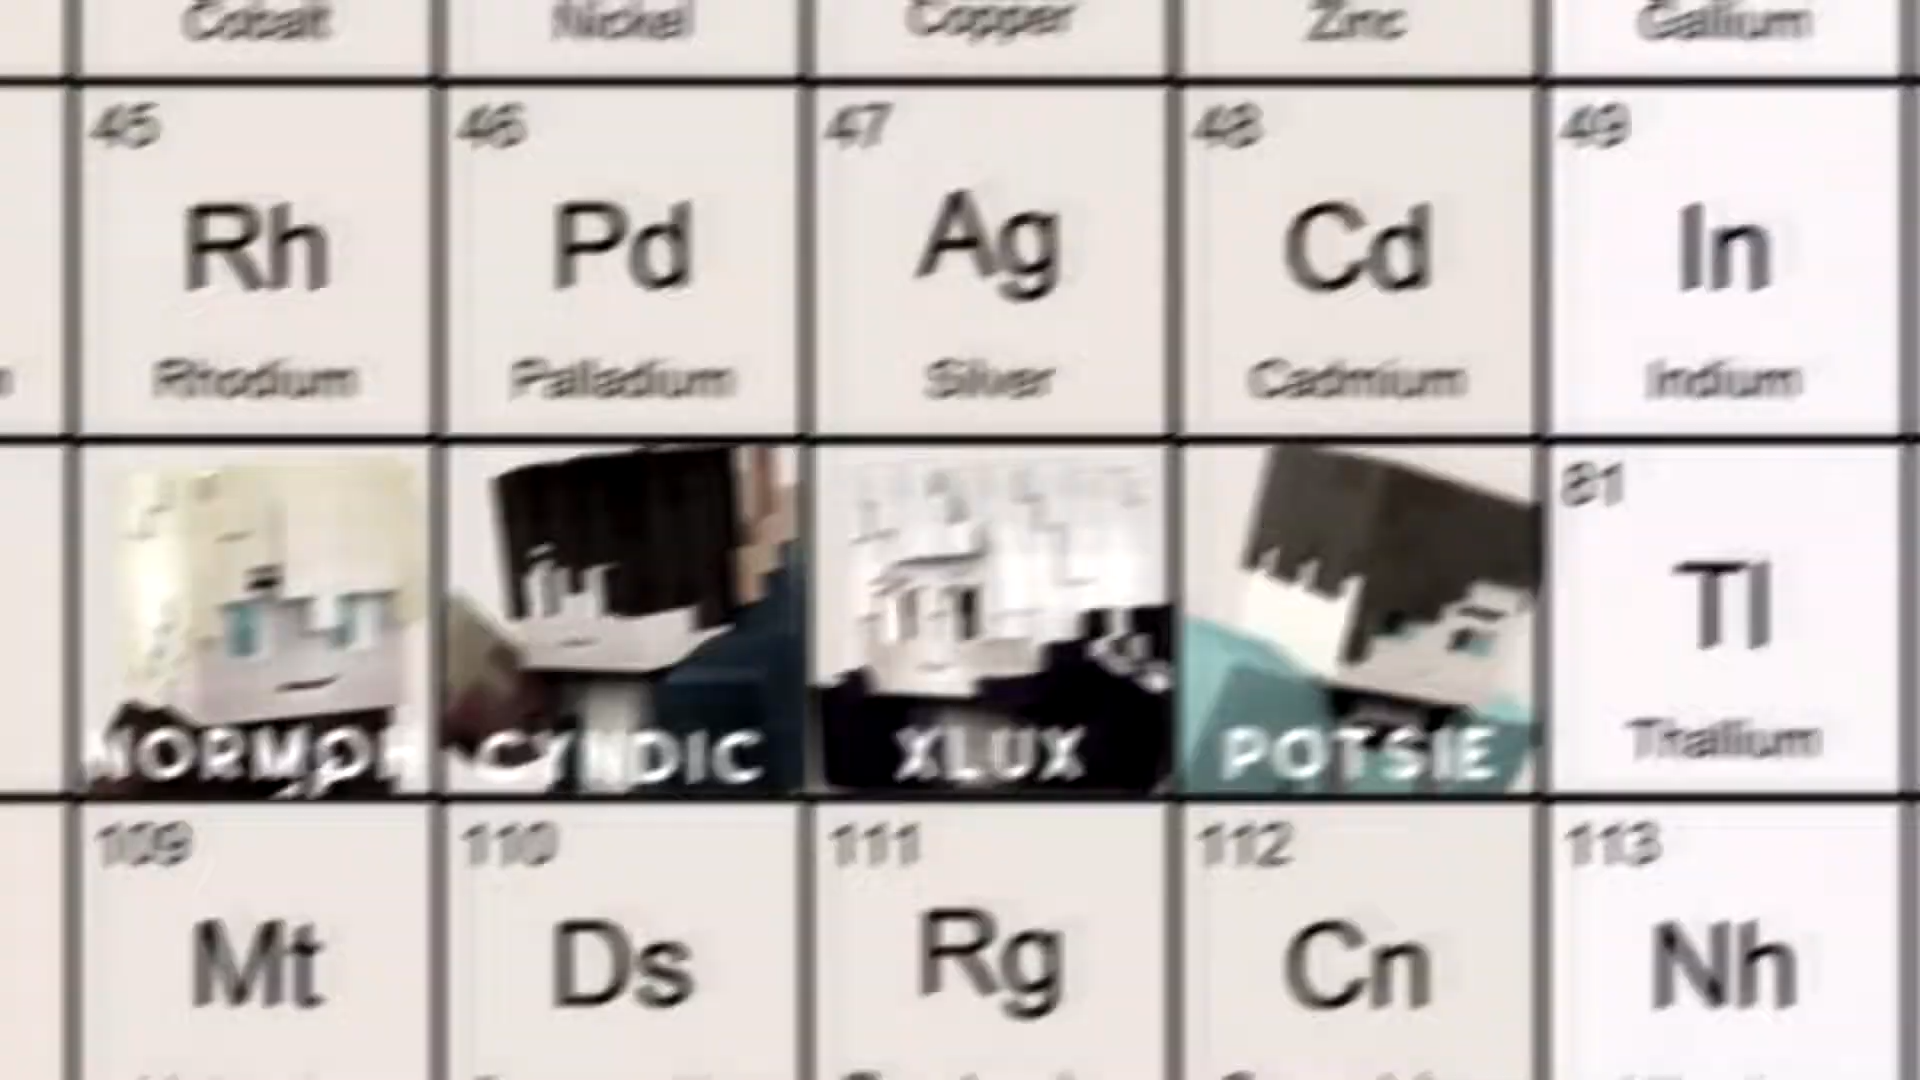 Cobalt Nickel Copper Zinc Gallium
45 46 47 48 49
Rh Pd Ag Cd In
Rhodium Palladium Silver Cadmium Indium
81
Tl
NORMON CYNDIC XLUX POTSIE Thallium
109 110 111 112 113
Mt Ds Rg Cn Nh